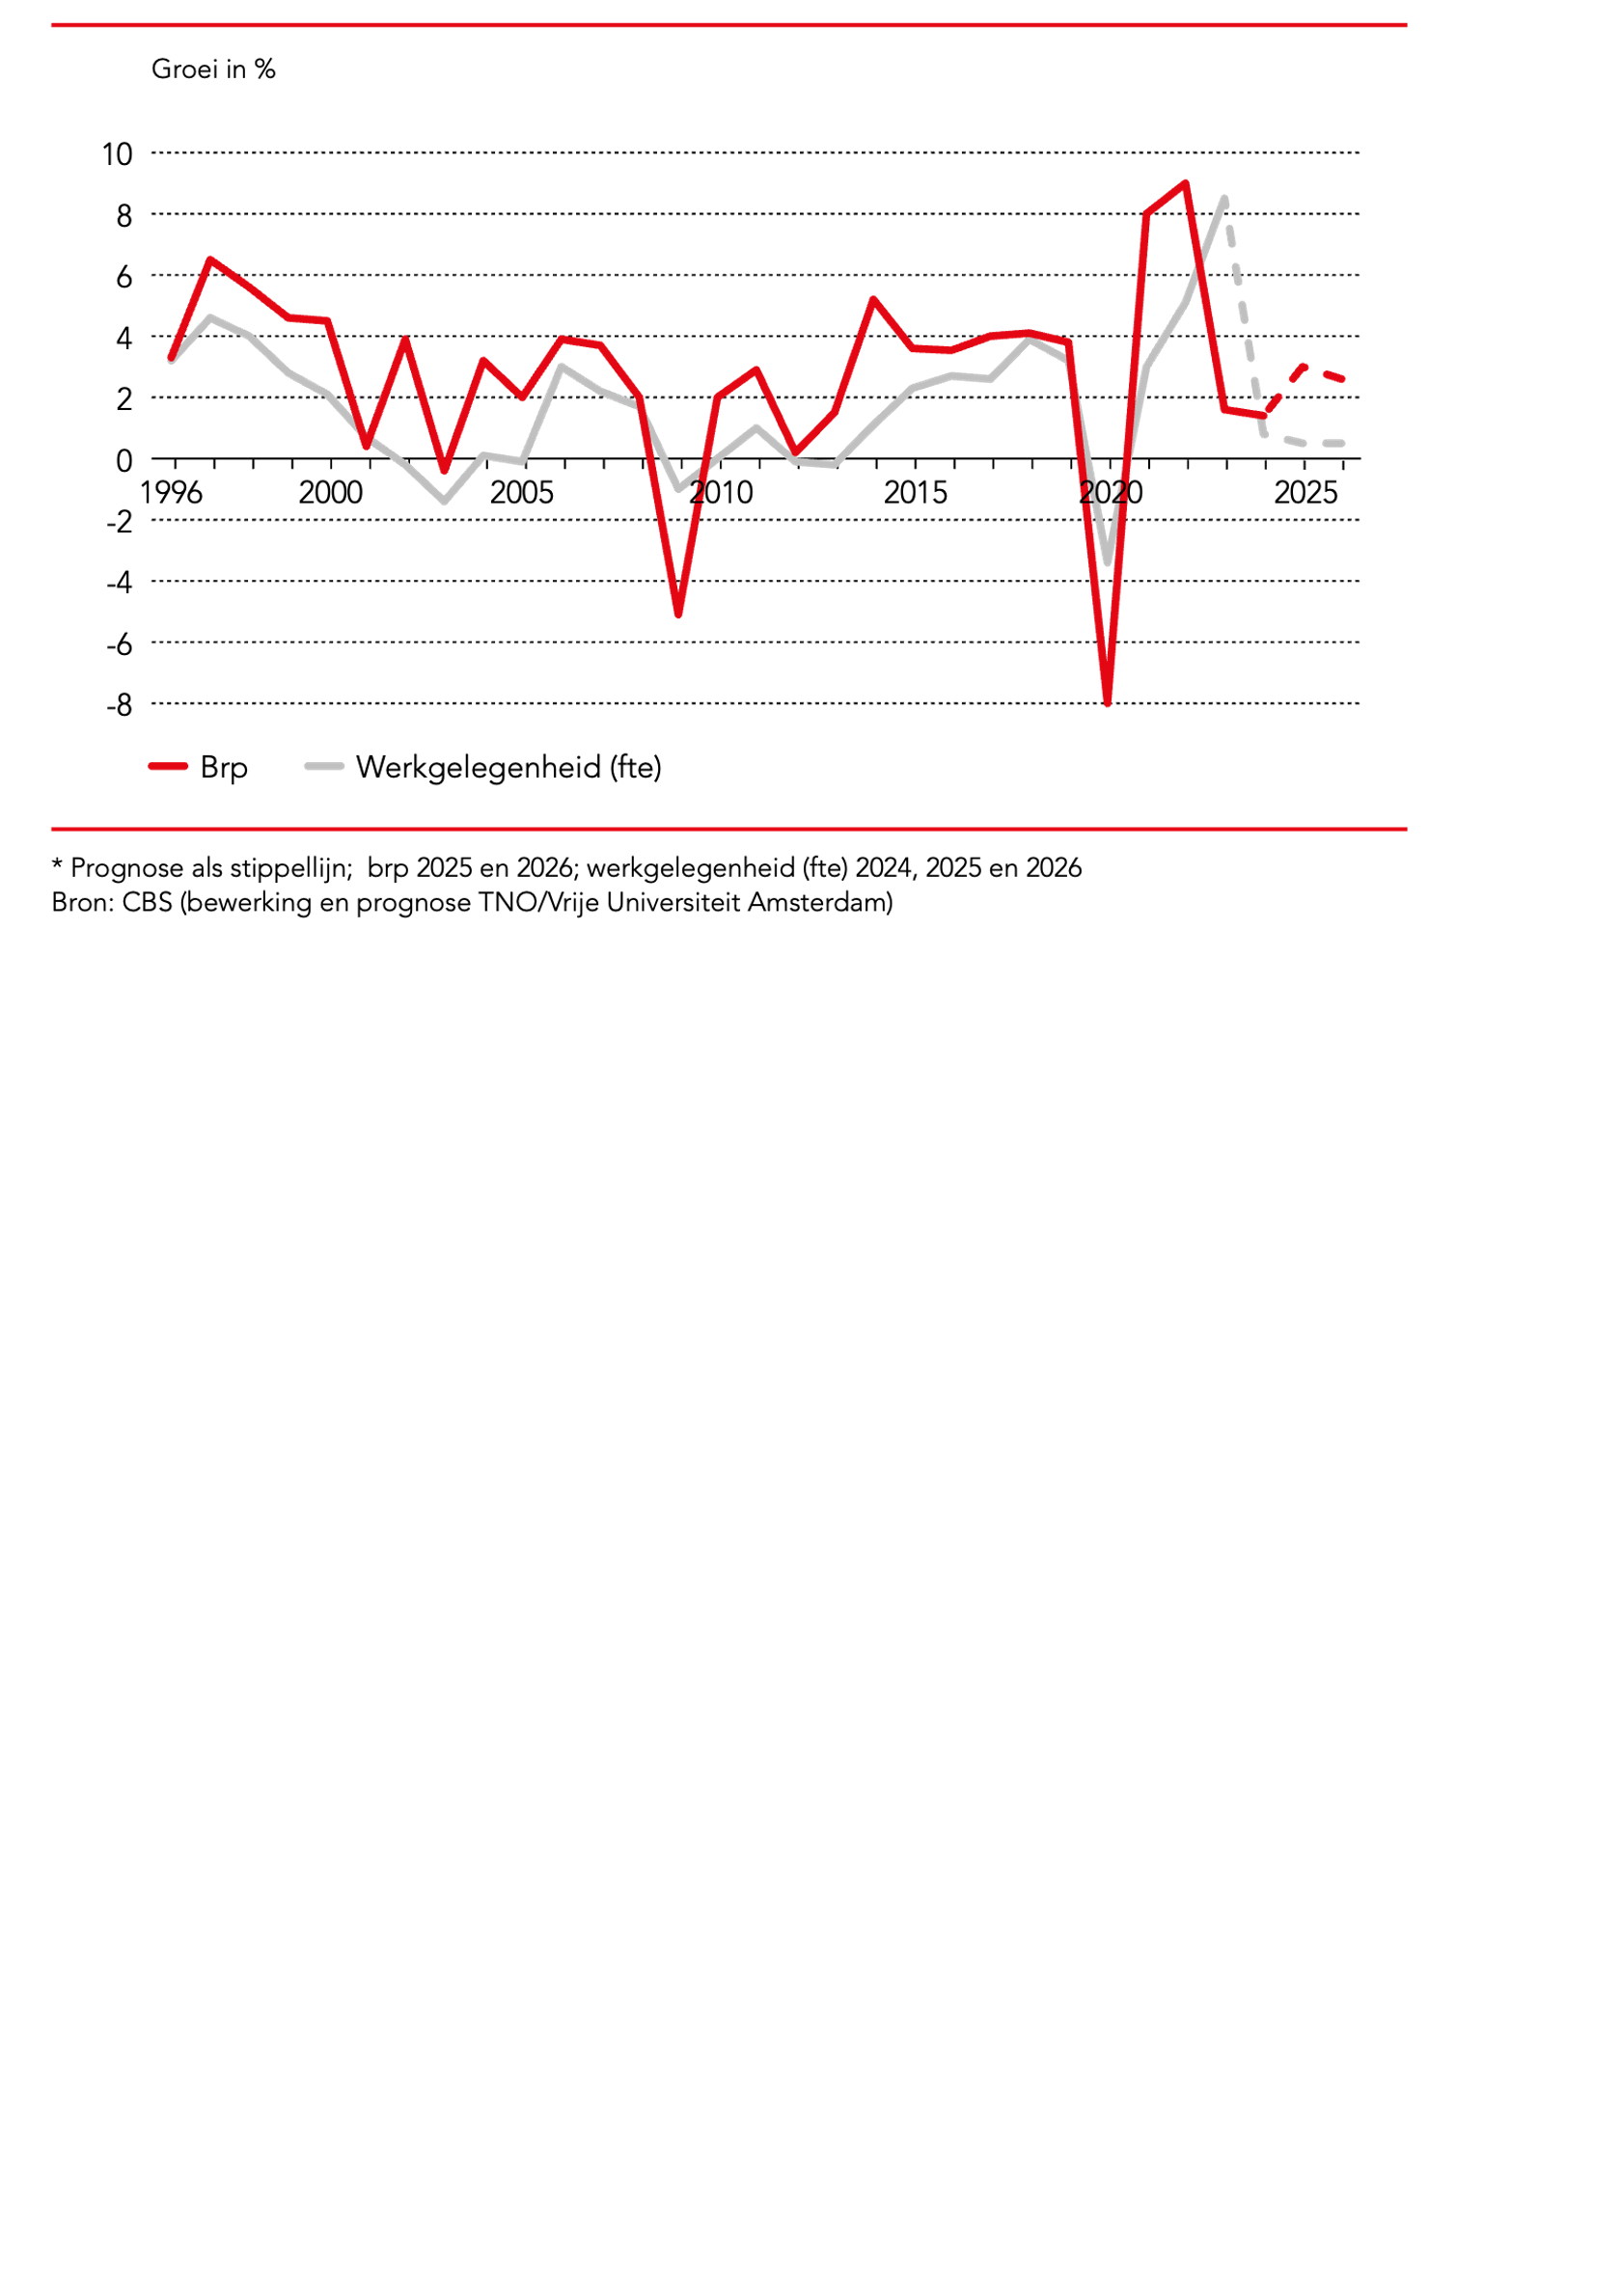 Groei in %
10
8
6
4
2
0
1996 2000 2005 2010 2015 2020 2025
-2
-4
-6
-8
Brp Werkgelegenheid (fte)
* Prognose als stippellijn;  brp 2025 en 2026; werkgelegenheid (fte) 2024, 2025 en 2026
Bron: CBS (bewerking en prognose TNO/Vrije Universiteit Amsterdam)